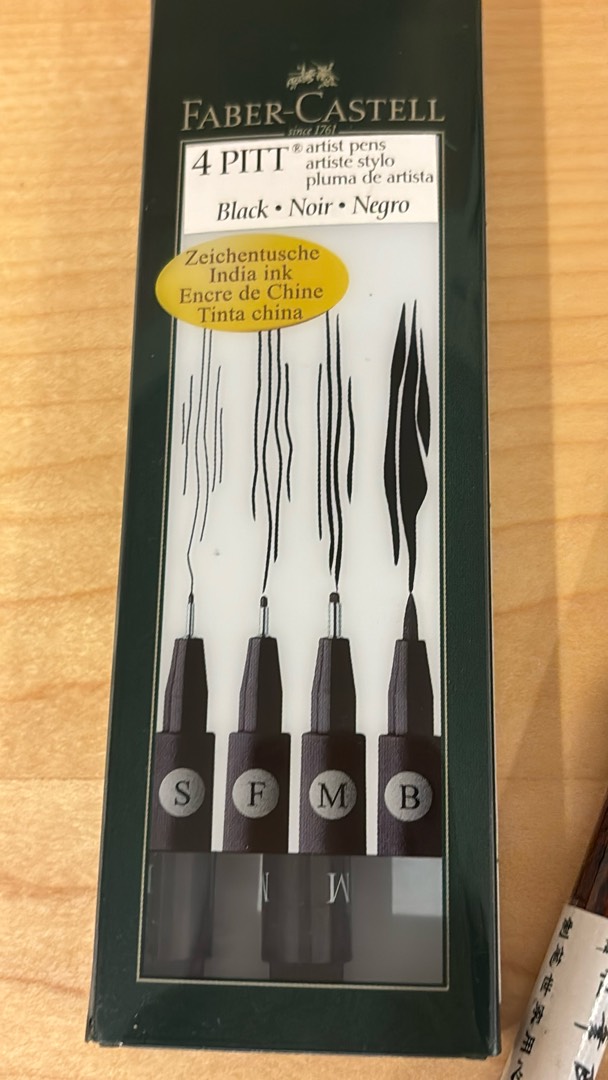 FABER-CASTELL
since 1761
4 PITT® artist pens
artiste stylo
pluma de artista
Black • Noir • Negro
Zeichentusche
India ink
Encre de Chine
Tinta china
S F M B
M